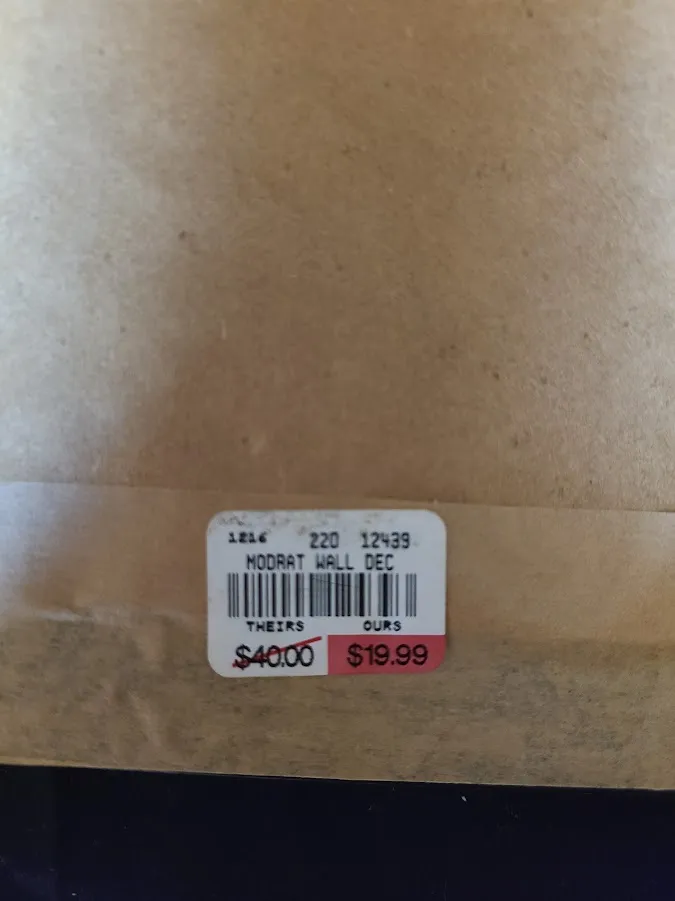 1216 220 12439
MODRAT WALL DEC
THEIRS OURS
$40.00 $19.99